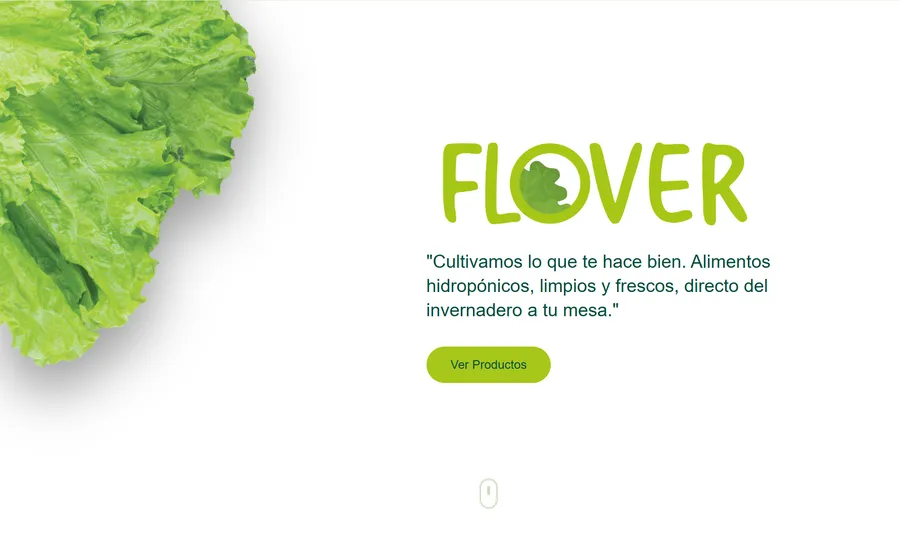 FLOVER
"Cultivamos lo que te hace bien. Alimentos
hidropónicos, limpios y frescos, directo del
invernadero a tu mesa."
Ver Productos